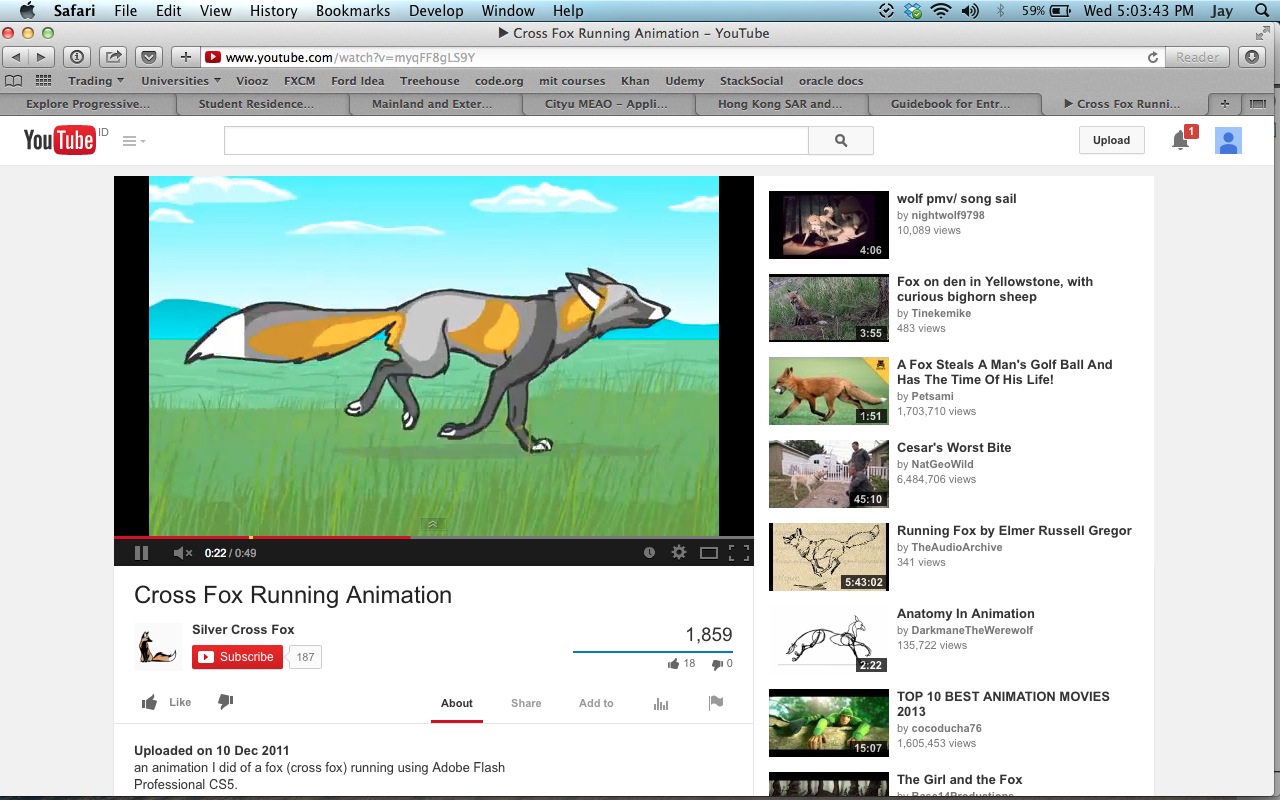 Safari File Edit View History Bookmarks Develop Window Help 59% Wed 5:03:43 PM Jay
▶ Cross Fox Running Animation – YouTube
www.youtube.com/watch?v=myqFF8gLS9Y Reader
Trading Universities Viooz FXCM Ford Idea Treehouse code.org mit courses Khan Udemy StackSocial oracle docs
Explore Progressive... Student Residence... Mainland and Exter... Cityu MEAO – Appli... Hong Kong SAR and... Guidebook for Entr... ▶ Cross Fox Runni...
YouTube ID Upload 1
0:22 / 0:49
Cross Fox Running Animation
Silver Cross Fox
Subscribe 187
1,859
18 0
Like About Share Add to
Uploaded on 10 Dec 2011
an animation I did of a fox (cross fox) running using Adobe Flash
Professional CS5.
wolf pmv/ song sail
by nightwolf9798
10,089 views
4:06
Fox on den in Yellowstone, with
curious bighorn sheep
by Tinekemike
483 views
3:55
A Fox Steals A Man's Golf Ball And
Has The Time Of His Life!
by Petsami
1,703,710 views
1:51
Cesar's Worst Bite
by NatGeoWild
6,484,706 views
45:10
Running Fox by Elmer Russell Gregor
by TheAudioArchive
341 views
5:43:02
Anatomy In Animation
by DarkmaneTheWerewolf
135,722 views
2:22
TOP 10 BEST ANIMATION MOVIES
2013
by cocoducha76
1,605,453 views
15:07
The Girl and the Fox
by Base14Productions